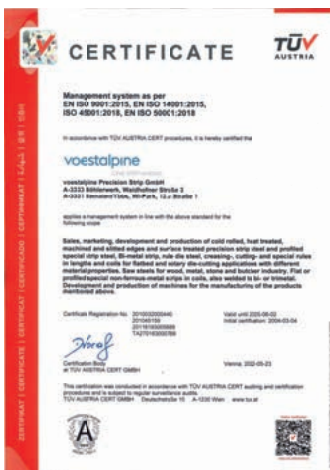 CERTIFICATE
TÜV
AUSTRIA
Management system as per
EN ISO 9001:2015, EN ISO 14001:2015,
ISO 45001:2018, EN ISO 50001:2018
In accordance with TÜV AUSTRIA CERT procedures, it is hereby certified that
voestalpine
voestalpine Precision Strip GmbH
A-3333 Böhlerwerk, Waidhofner Straße 3
applies a management system in line with the above standard for the
following scope
Sales, marketing, development and production of cold rolled, heat treated,
machined and slitted edges and surface treated precision strip steel and profiled
special strip steel, Bi-metal strip, rule die steel, creasing-, cutting- and special rules
in lengths and coils for flatbed and rotary die-cutting applications with different
materialproperties. Saw steels for wood, metal, stone and butcher industry. Flat or
profiledspecial non-ferrous-metal strips in coils, also welded in bi- or trimetal.
Development and production of machines for the manufacturing of the products
mentioned above.
Certificate Registration No.
Valid until
Initial certification:
Certification Body
at TÜV AUSTRIA CERT GMBH
Vienna,
This certification was conducted in accordance with TÜV AUSTRIA CERT auditing and certification
procedures and is subject to regular surveillance audits.
TÜV AUSTRIA CERT GMBH Deutschstraße 10 A-1230 Wien www.tuv.at
ZERTIFIKAT | CERTIFICATE | CERTIFICADO